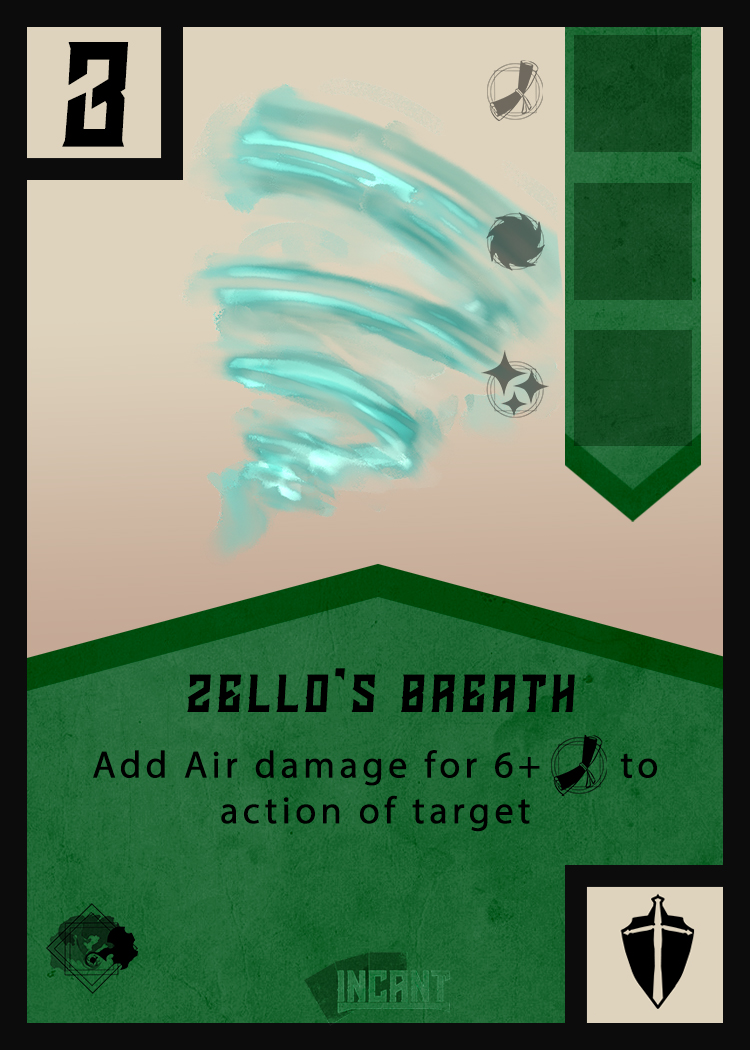 3
ZELLO'S BREATH
Add Air damage for 6+ to
action of target
INCANT